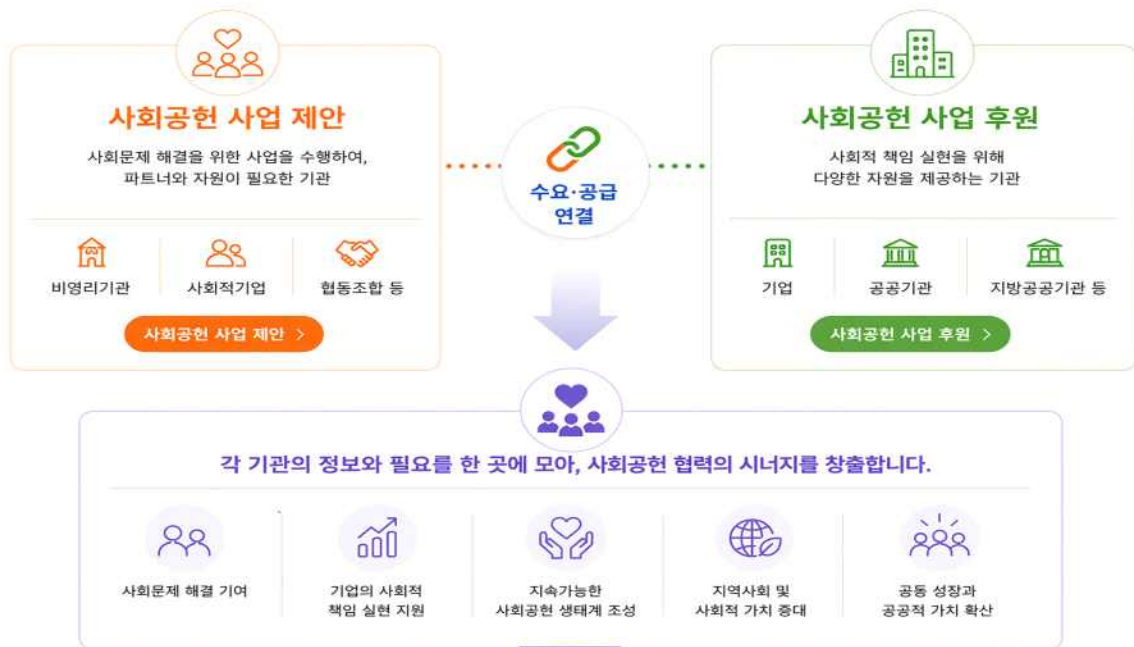 사회공헌 사업 제안
사회문제 해결을 위한 사업을 수행하여,
파트너와 자원이 필요한 기관
비영리기관
사회적기업
협동조합 등
사회공헌 사업 제안 >
수요·공급
연결
사회공헌 사업 후원
사회적 책임 실현을 위해
다양한 자원을 제공하는 기관
기업
공공기관
지방공공기관 등
사회공헌 사업 후원 >
각 기관의 정보와 필요를 한 곳에 모아, 사회공헌 협력의 시너지를 창출합니다.
사회문제 해결 기여
기업의 사회적
책임 실현 지원
지속가능한
사회공헌 생태계 조성
지역사회 및
사회적 가치 증대
공동 성장과
공공적 가치 확산